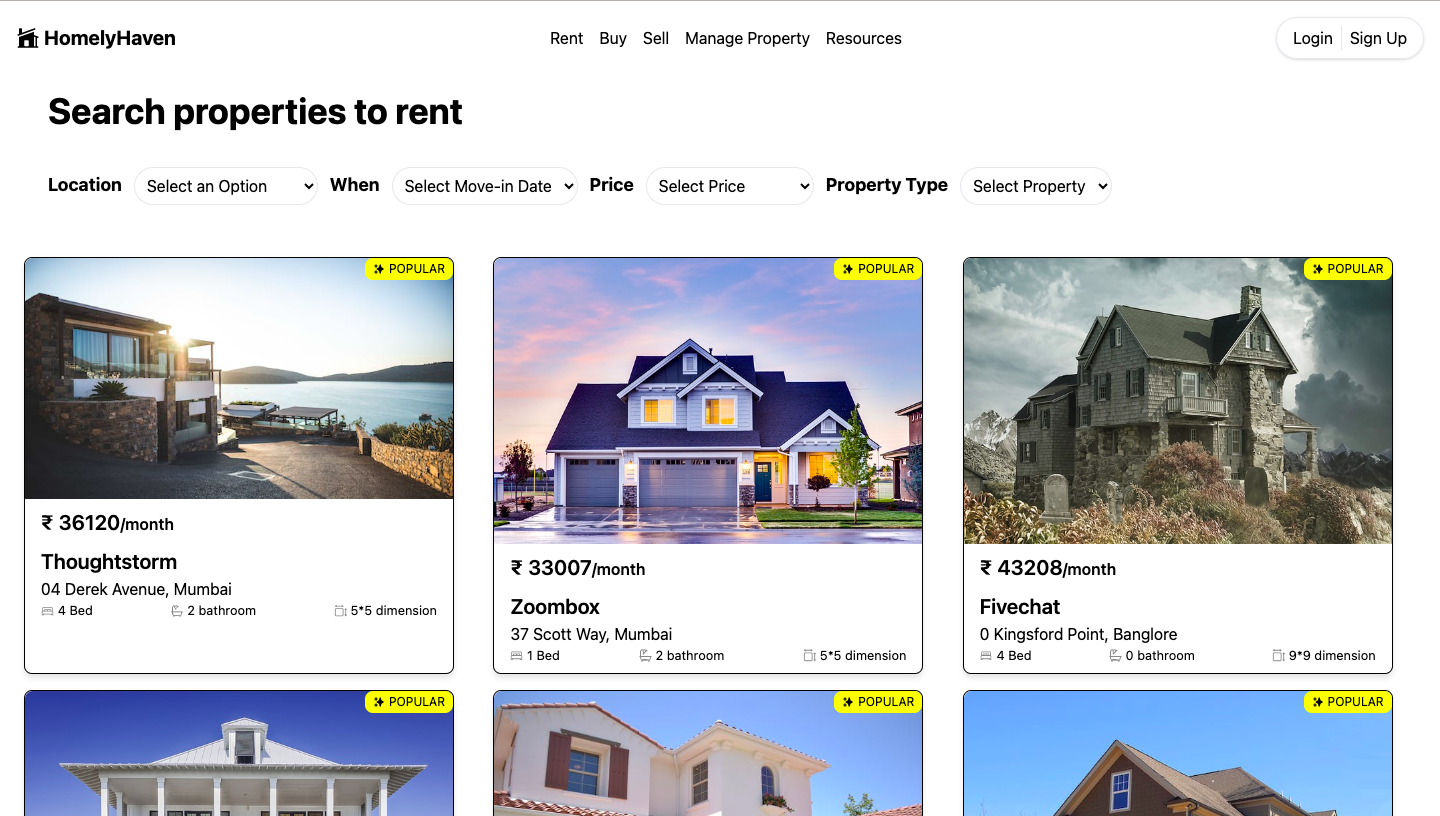 HomelyHaven
Rent Buy Sell Manage Property Resources
Login Sign Up
Search properties to rent
Location Select an Option When Select Move-in Date Price Select Price Property Type Select Property
POPULAR
₹ 36120/month
Thoughtstorm
04 Derek Avenue, Mumbai
4 Bed 2 bathroom 5*5 dimension
POPULAR
₹ 33007/month
Zoombox
37 Scott Way, Mumbai
1 Bed 2 bathroom 5*5 dimension
POPULAR
₹ 43208/month
Fivechat
0 Kingsford Point, Banglore
4 Bed 0 bathroom 9*9 dimension
POPULAR
POPULAR
POPULAR